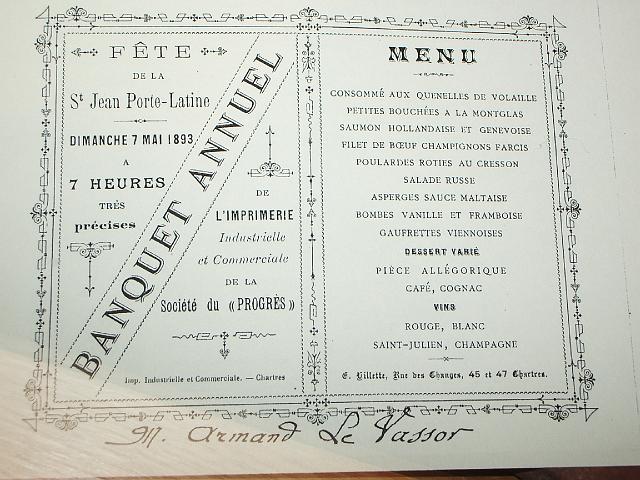 FÊTE
DE LA
St Jean Porte-Latine
DIMANCHE 7 MAI 1893,
A
7 HEURES
TRÈS
précises
BANQUET ANNUEL
DE
L'IMPRIMERIE
Industrielle
et Commerciale
DE LA
Société du « PROGRÈS »
Imp. Industrielle et Commerciale. — Chartres
MENU
CONSOMMÉ AUX QUENELLES DE VOLAILLE
PETITES BOUCHÉES A LA MONTGLAS
SAUMON HOLLANDAISE ET GENEVOISE
FILET DE BŒUF CHAMPIGNONS FARCIS
POULARDES ROTIES AU CRESSON
SALADE RUSSE
ASPERGES SAUCE MALTAISE
BOMBES VANILLE ET FRAMBOISE
GAUFRETTES VIENNOISES
DESSERT VARIÉ
PIÈCE ALLÉGORIQUE
CAFÉ, COGNAC
VINS
ROUGE, BLANC
SAINT-JULIEN, CHAMPAGNE
E. Gillette, Rue des Changes, 45 et 47 Chartres.
M. Armand Le Vassor